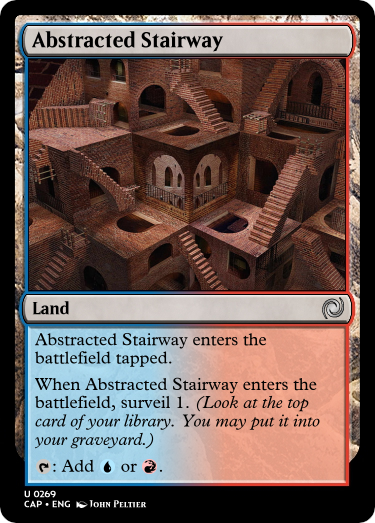 Abstracted Stairway
Land
Abstracted Stairway enters the
battlefield tapped.
When Abstracted Stairway enters the
battlefield, surveil 1. (Look at the top
card of your library. You may put it into
your graveyard.)
: Add or .
U 0269
CAP • ENG John Peltier